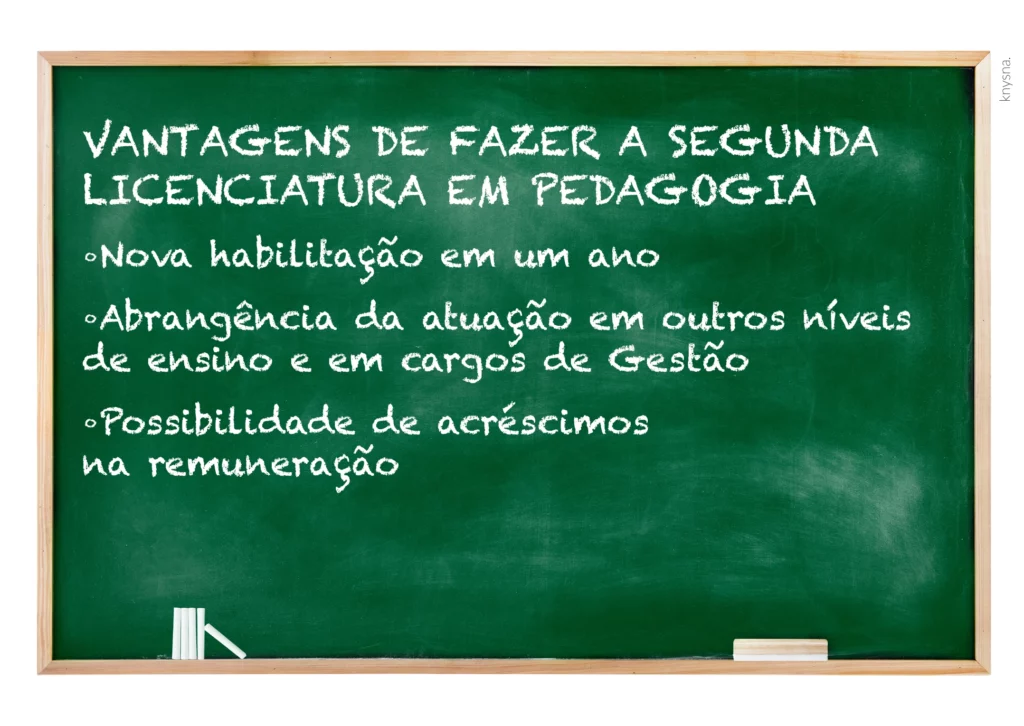 VANTAGENS DE FAZER A SEGUNDA
LICENCIATURA EM PEDAGOGIA
◦Nova habilitação em um ano
◦Abrangência da atuação em outros níveis
de ensino e em cargos de Gestão
◦Possibilidade de acréscimos
na remuneração
knysna.